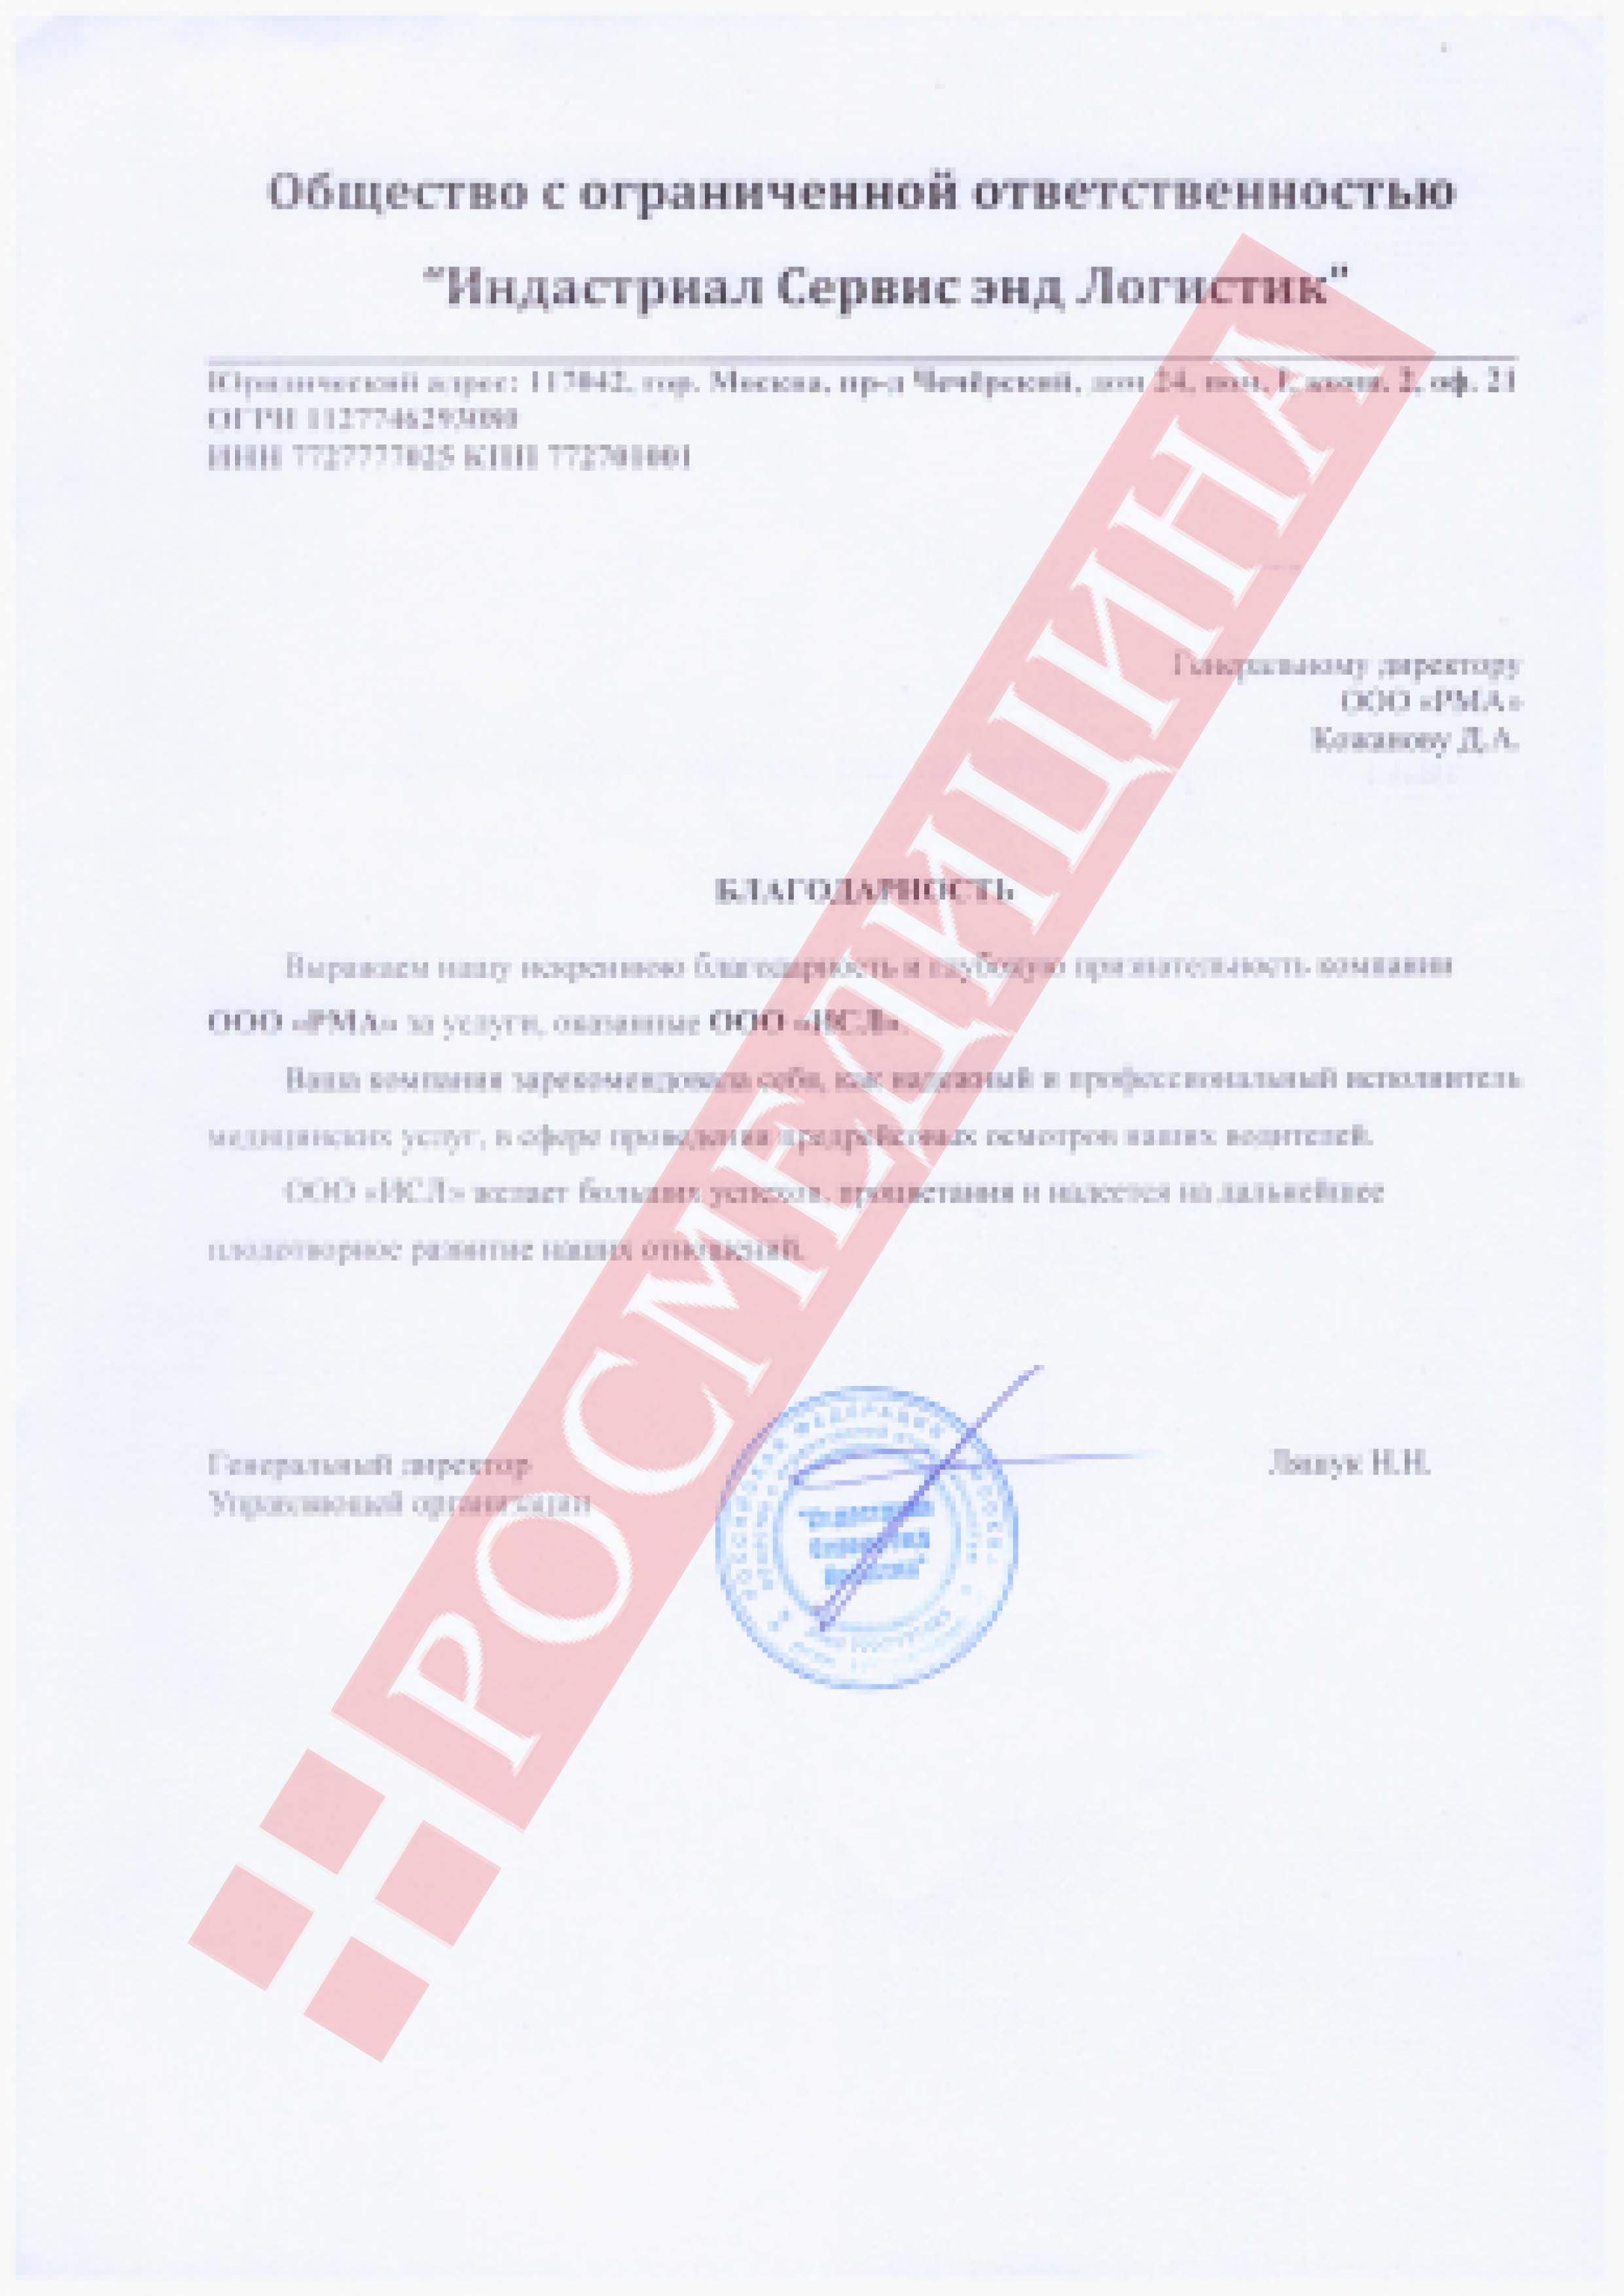 Общество с ограниченной ответственностью
"Индастриал Сервис энд Логистик"
Юридический адрес: 117042, гор. Москва, пр-д Чечёрский, дом 24, пом. I, комн. 2, оф. 21
ОГРН
ИНН КПП 772701001
Генеральному директору
ООО «РМА»
Кожанову Д.А.
БЛАГОДАРНОСТЬ
Выражаем нашу искреннюю благодарность и глубокую признательность компании
ООО «РМА» за услуги, оказанные ООО «ИСЛ».
Ваша компания зарекомендовала себя, как надежный и профессиональный исполнитель
медицинских услуг, в сфере проведения предрейсовых осмотров наших водителей.
ООО «ИСЛ» желает больших успехов, процветания и надеется на дальнейшее
плодотворное развитие наших отношений.
Генеральный директор
Управляющей организации
Н.Н.
РОСМЕДИЦИНА